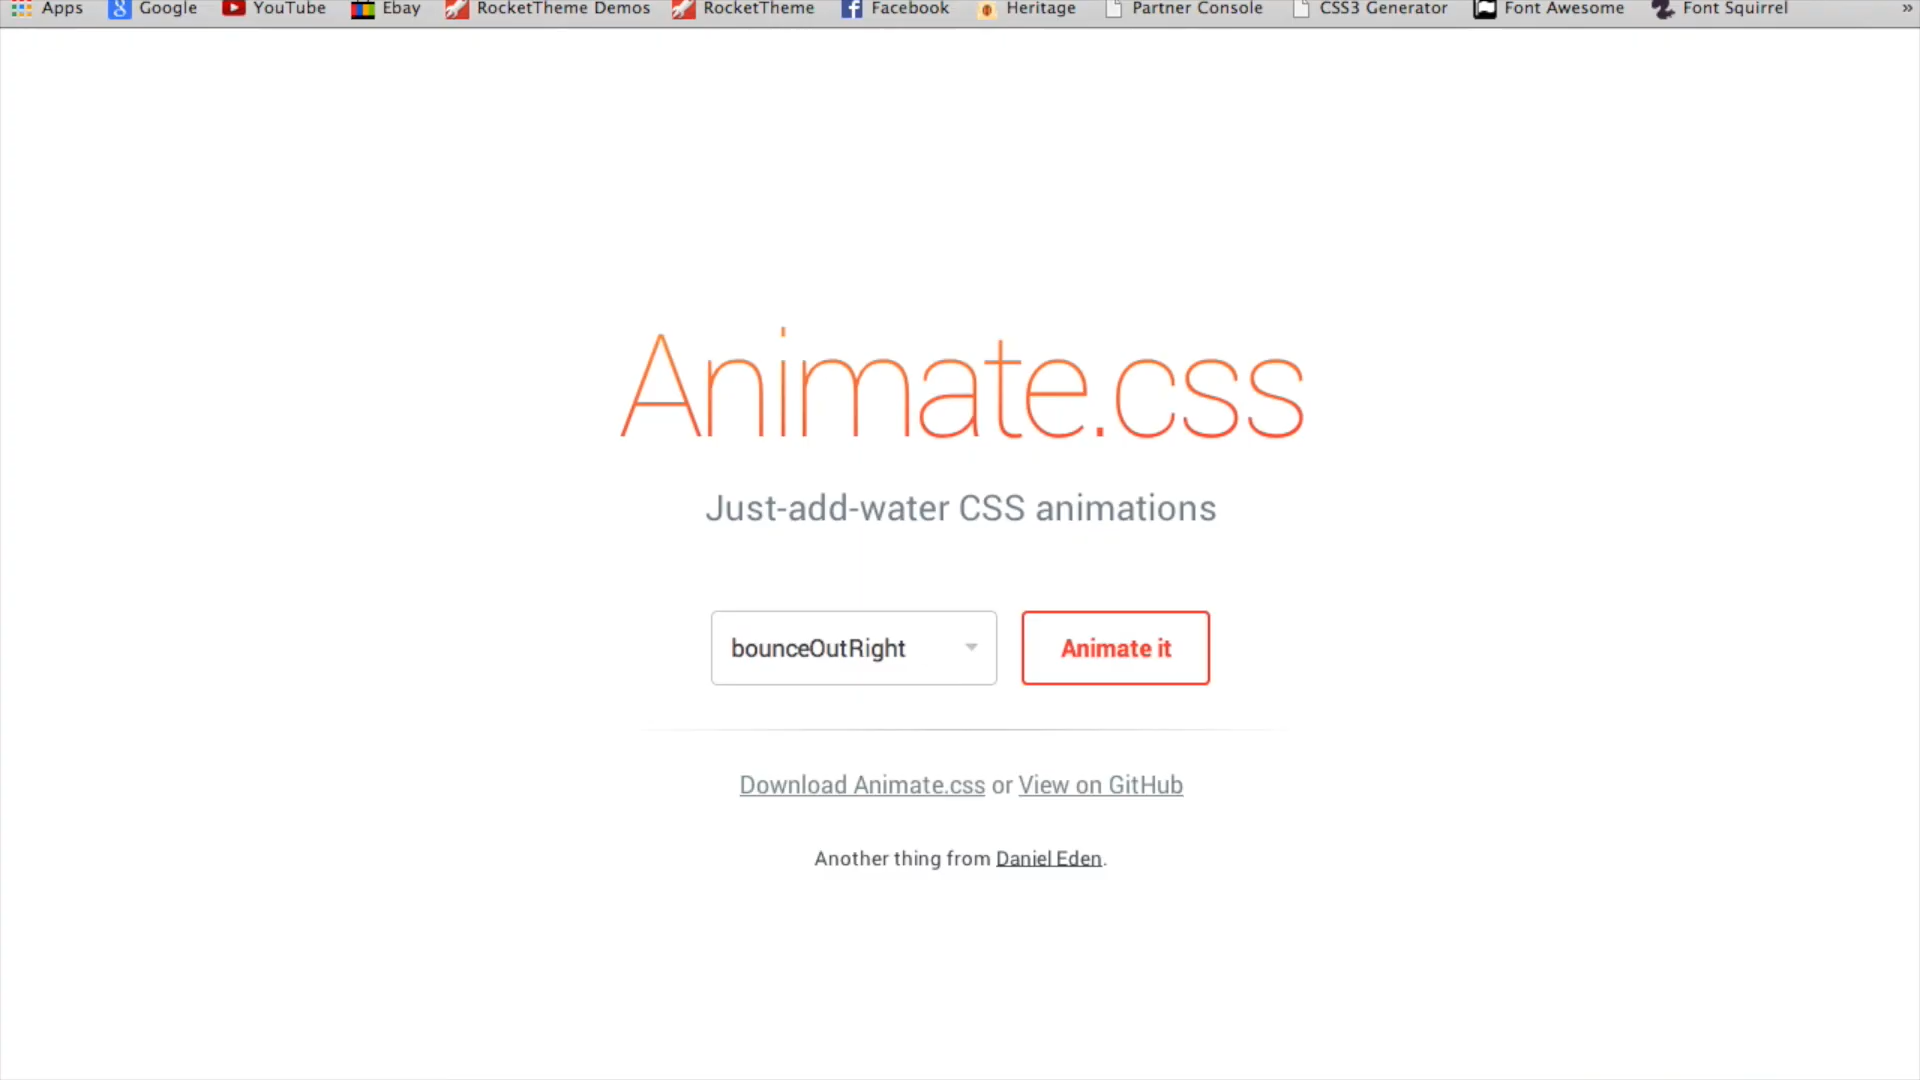 Apps Google YouTube Ebay RocketTheme Demos RocketTheme Facebook Heritage Partner Console CSS3 Generator Font Awesome Font Squirrel »
Animate.css
Just-add-water CSS animations
bounceOutRight Animate it
Download Animate.css or View on GitHub
Another thing from Daniel Eden.